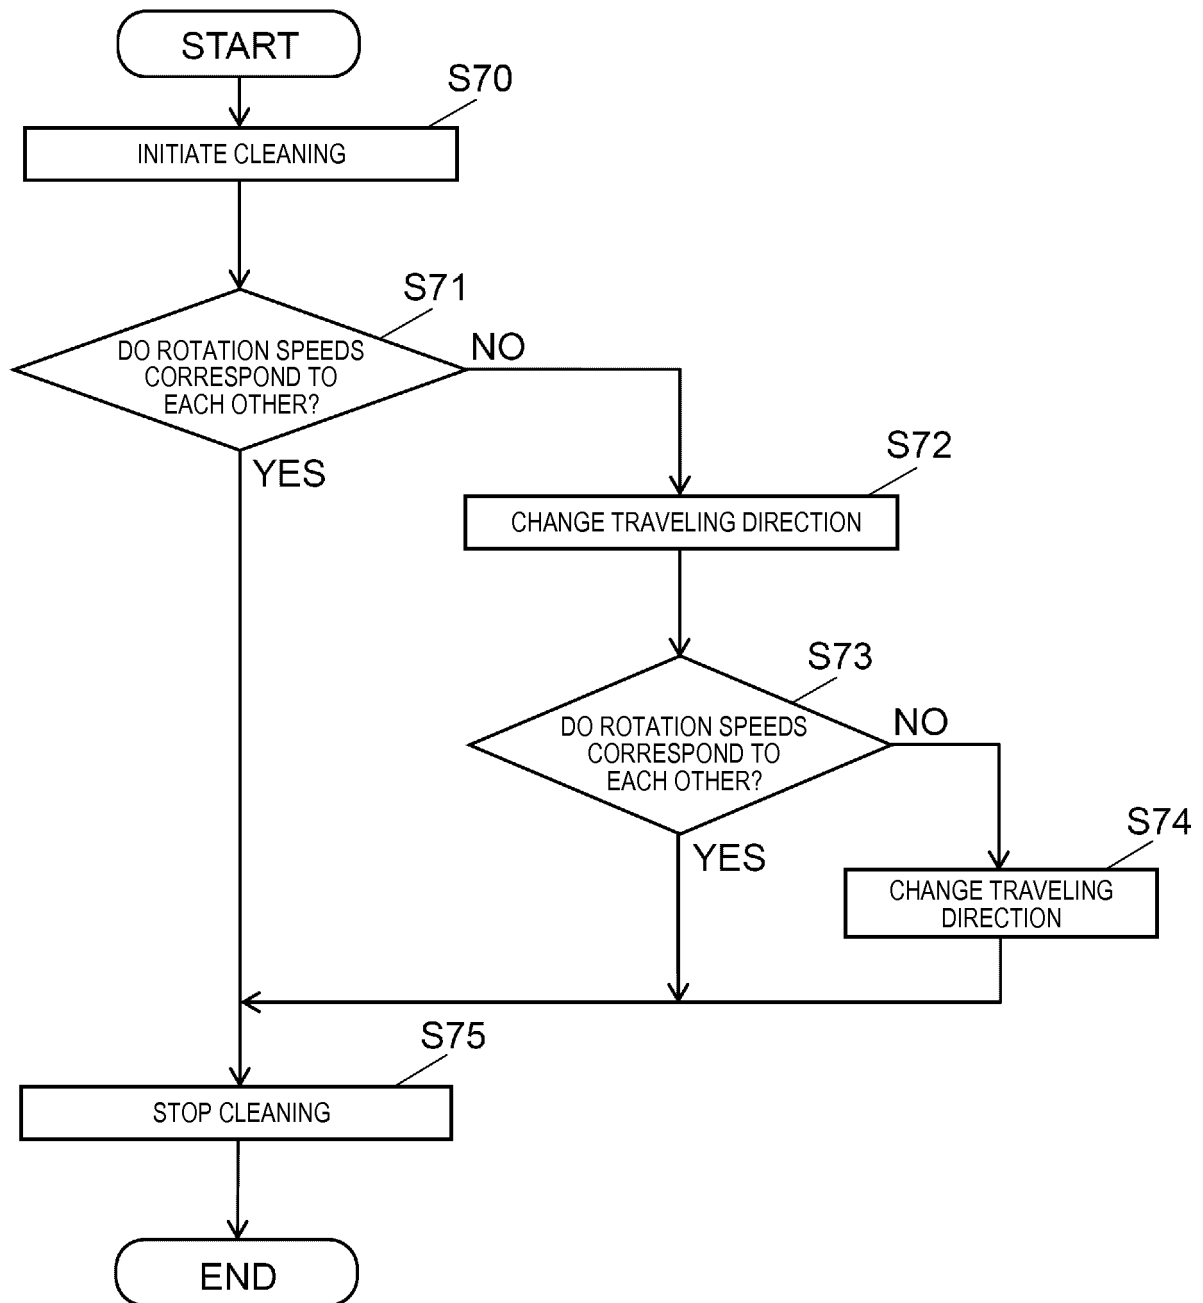 START
S70
INITIATE CLEANING
S71
DO ROTATION SPEEDS
CORRESPOND TO
EACH OTHER?
NO
YES
S72
CHANGE TRAVELING DIRECTION
S73
DO ROTATION SPEEDS
CORRESPOND TO
EACH OTHER?
NO
YES
S74
CHANGE TRAVELING
DIRECTION
S75
STOP CLEANING
END